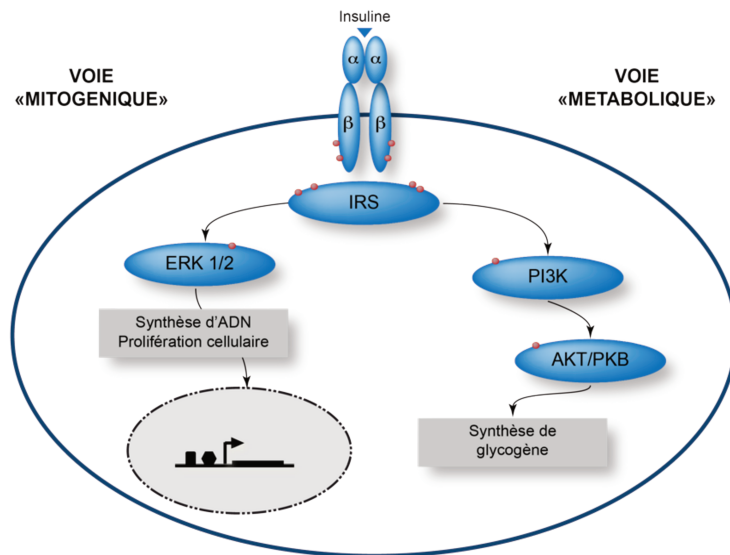 Insuline
VOIE
«MITOGENIQUE»
VOIE
«METABOLIQUE»
α α
β β
IRS
ERK 1/2
PI3K
Synthèse d'ADN
Prolifération cellulaire
AKT/PKB
Synthèse de
glycogène